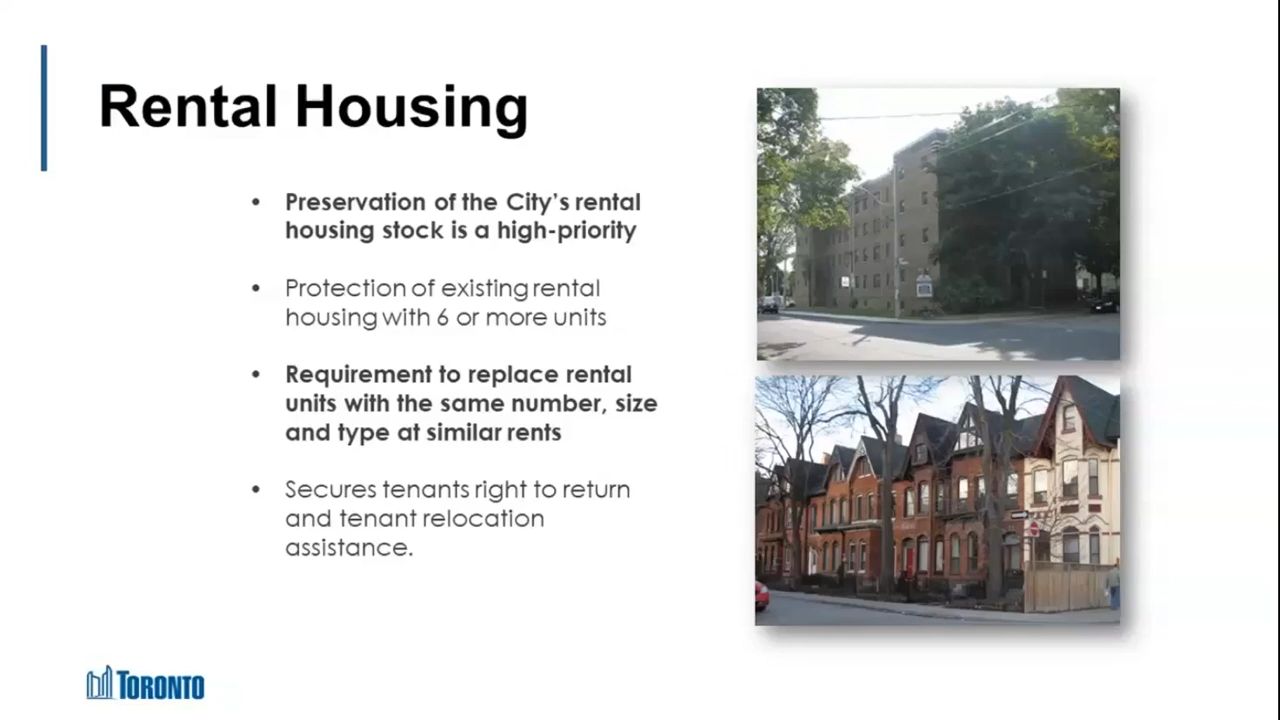 Rental Housing
• Preservation of the City's rental
housing stock is a high-priority
• Protection of existing rental
housing with 6 or more units
• Requirement to replace rental
units with the same number, size
and type at similar rents
• Secures tenants right to return
and tenant relocation
assistance.
TORONTO